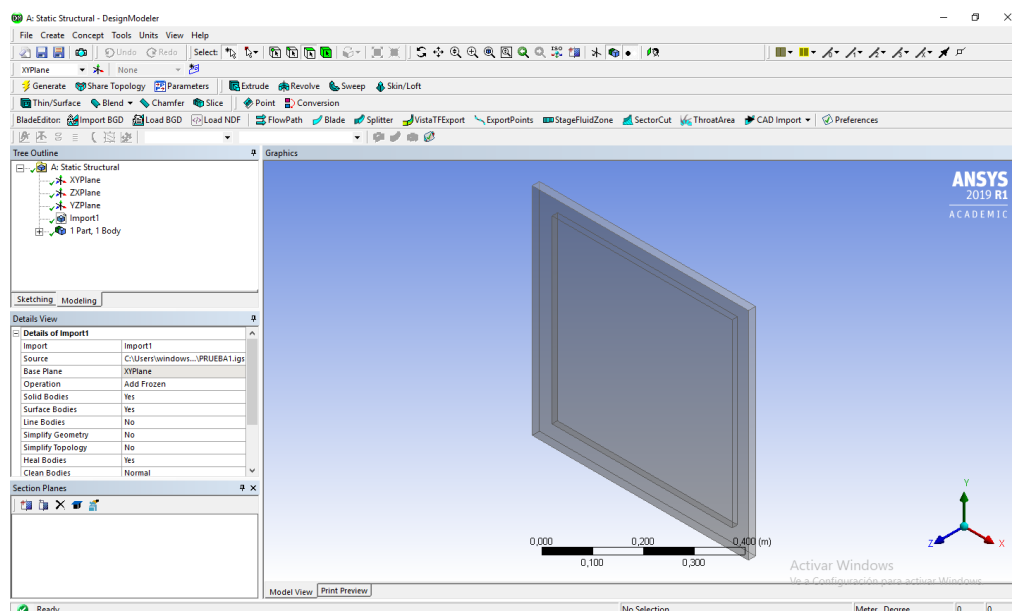 A: Static Structural - DesignModeler
File Create Concept Tools Units View Help
Undo Redo Select:
XYPlane None
Generate Share Topology Parameters Extrude Revolve Sweep Skin/Loft
Thin/Surface Blend Chamfer Slice Point Conversion
BladeEditor: Import BGD Load BGD Load NDF FlowPath Blade Splitter VistaTFExport ExportPoints StageFluidZone SectorCut ThroatArea CAD Import Preferences
Tree Outline
A: Static Structural
XYPlane
ZXPlane
YZPlane
Import1
1 Part, 1 Body
Sketching Modeling
Details View
Details of Import1
Import Import1
Source C:\Users\windows...\PRUEBA1.igs
Base Plane XYPlane
Operation Add Frozen
Solid Bodies Yes
Surface Bodies Yes
Line Bodies No
Simplify Geometry No
Simplify Topology No
Heal Bodies Yes
Clean Bodies Normal
Section Planes
Graphics
ANSYS
2019 R1
ACADEMIC
0,000 0,200 0,400 (m)
0,100 0,300
Y
Z X
Activar Windows
Ve a Configuración para activar Windows.
Model View Print Preview
Ready No Selection Meter Degree 0 0